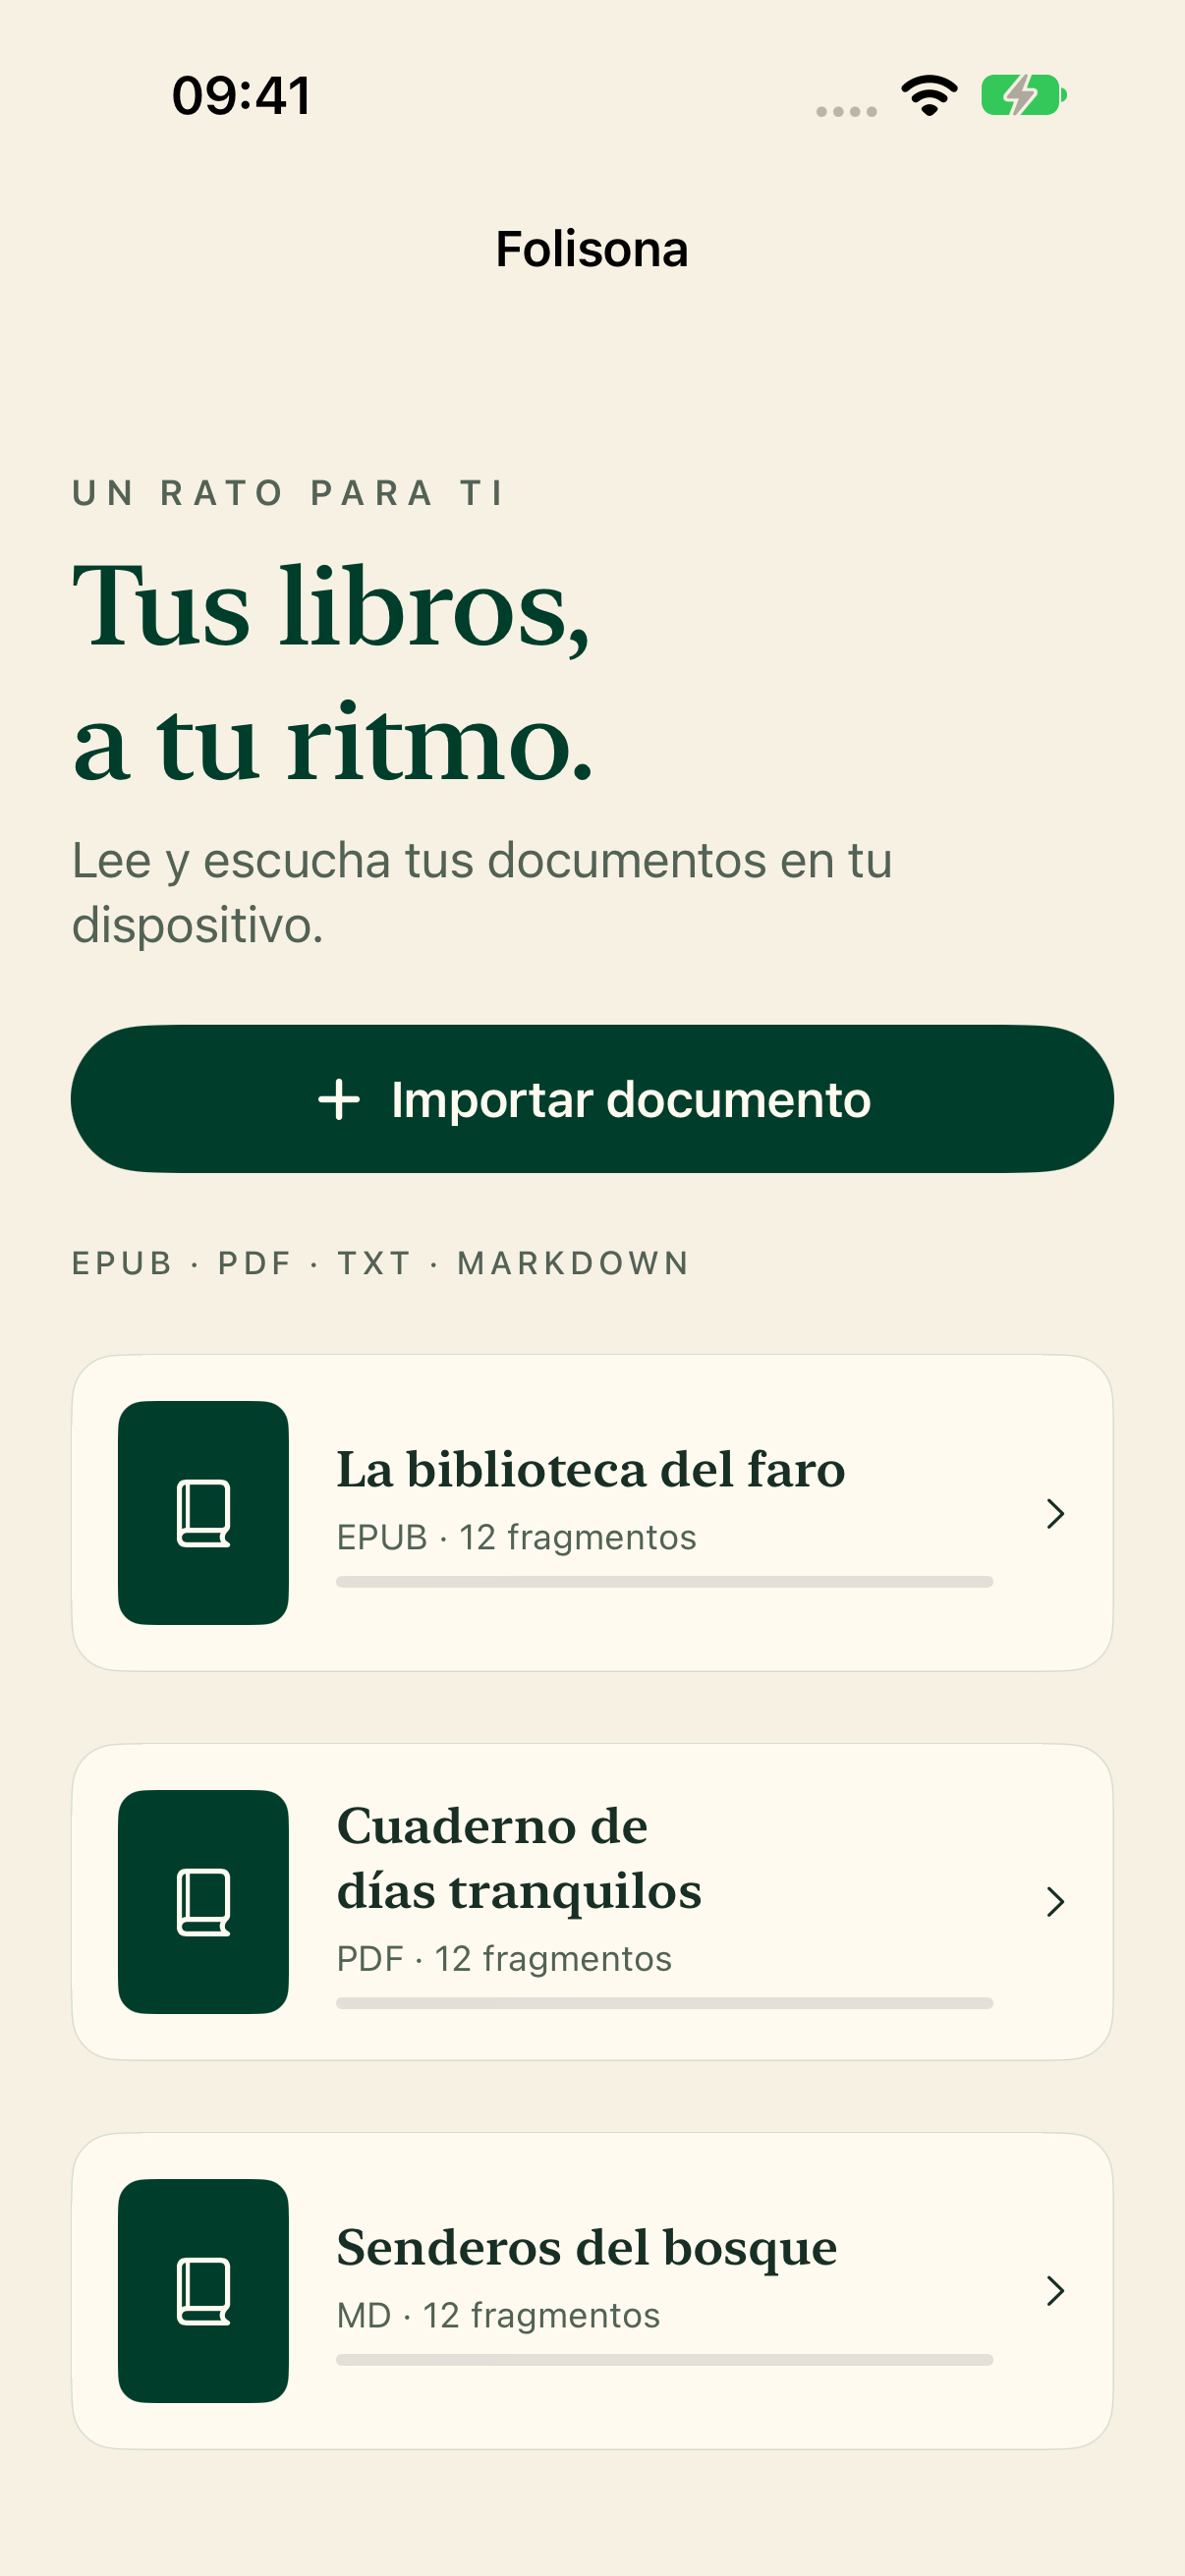 09:41
Folisona
UN RATO PARA TI
Tus libros,
a tu ritmo.
Lee y escucha tus documentos en tu
dispositivo.
+ Importar documento
EPUB · PDF · TXT · MARKDOWN
La biblioteca del faro
EPUB · 12 fragmentos
Cuaderno de
días tranquilos
PDF · 12 fragmentos
Senderos del bosque
MD · 12 fragmentos